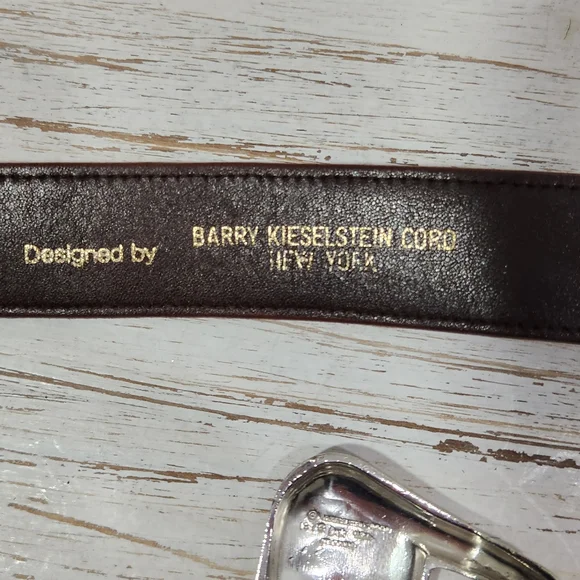 Designed by
BARRY KIESELSTEIN CORD
NEW YORK